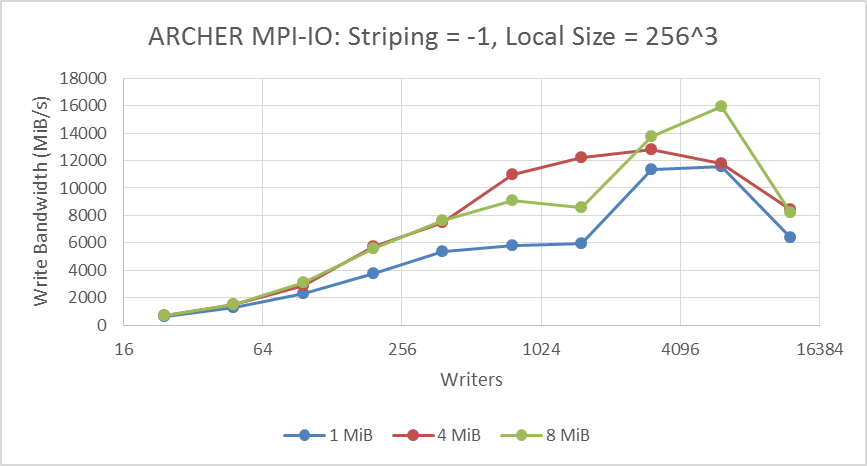 ARCHER MPI-IO: Striping = -1, Local Size = 256^3
Write Bandwidth (MiB/s)
18000
16000
14000
12000
10000
8000
6000
4000
2000
0
16 64 256 1024 4096 16384
Writers
1 MiB 4 MiB 8 MiB